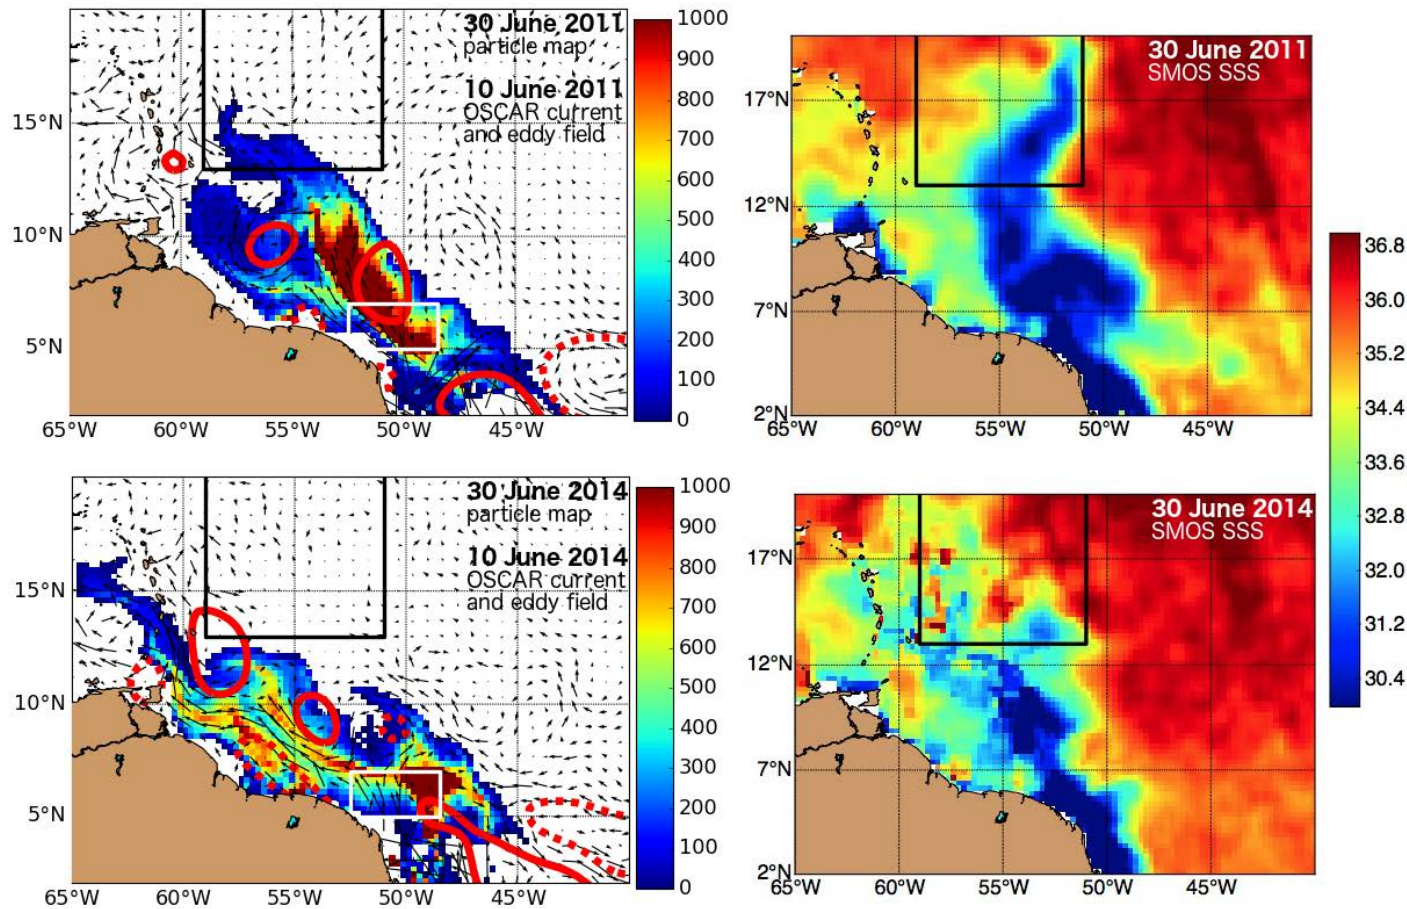 30 June 2011
particle map
10 June 2011
OSCAR current
and eddy field
15°N
10°N
5°N
65°W 60°W 55°W 50°W 45°W
1000
900
800
700
600
500
400
300
200
100
0
30 June 2011
SMOS SSS
17°N
12°N
7°N
2°N
65°W 60°W 55°W 50°W 45°W
30 June 2014
particle map
10 June 2014
OSCAR current
and eddy field
15°N
10°N
5°N
65°W 60°W 55°W 50°W 45°W
1000
900
800
700
600
500
400
300
200
100
0
30 June 2014
SMOS SSS
17°N
12°N
7°N
2°N
65°W 60°W 55°W 50°W 45°W
36.8
36.0
35.2
34.4
33.6
32.8
32.0
31.2
30.4